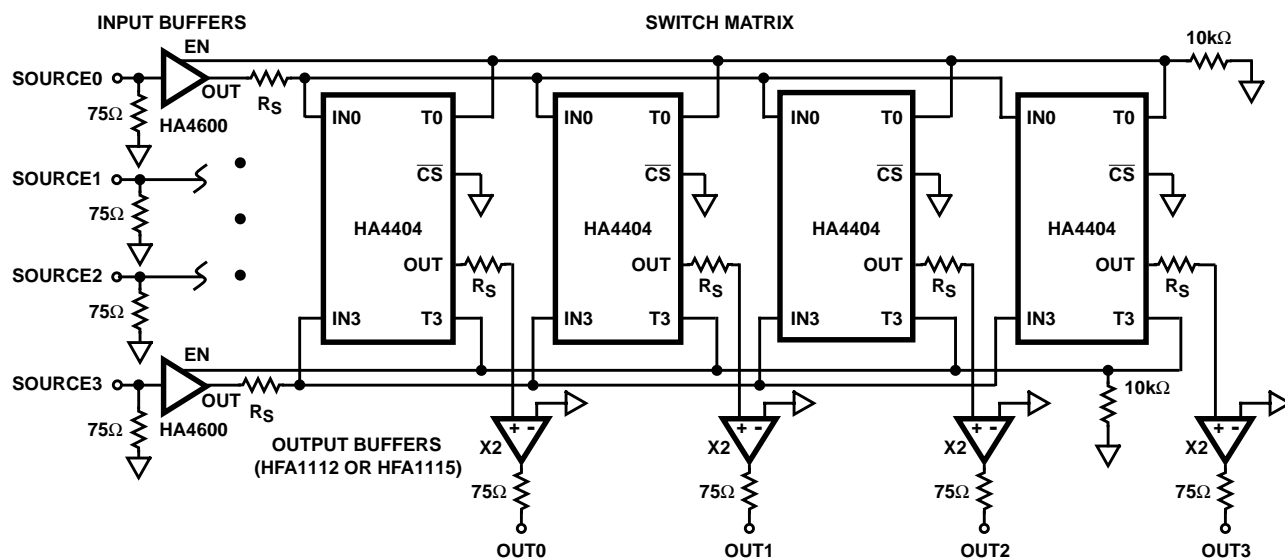 INPUT BUFFERS
SWITCH MATRIX
EN
10kΩ
SOURCE0
OUT
RS
75Ω
HA4600
IN0 T0
IN0 T0
IN0 T0
IN0 T0
SOURCE1
CS
CS
CS
CS
75Ω
HA4404
HA4404
HA4404
HA4404
SOURCE2
OUT
OUT
OUT
OUT
RS
RS
RS
RS
75Ω
IN3 T3
IN3 T3
IN3 T3
IN3 T3
EN
SOURCE3
OUT
RS
10kΩ
75Ω
HA4600
+ -
+ -
+ -
+ -
OUTPUT BUFFERS
(HFA1112 OR HFA1115)
X2
X2
X2
X2
75Ω
75Ω
75Ω
75Ω
OUT0
OUT1
OUT2
OUT3